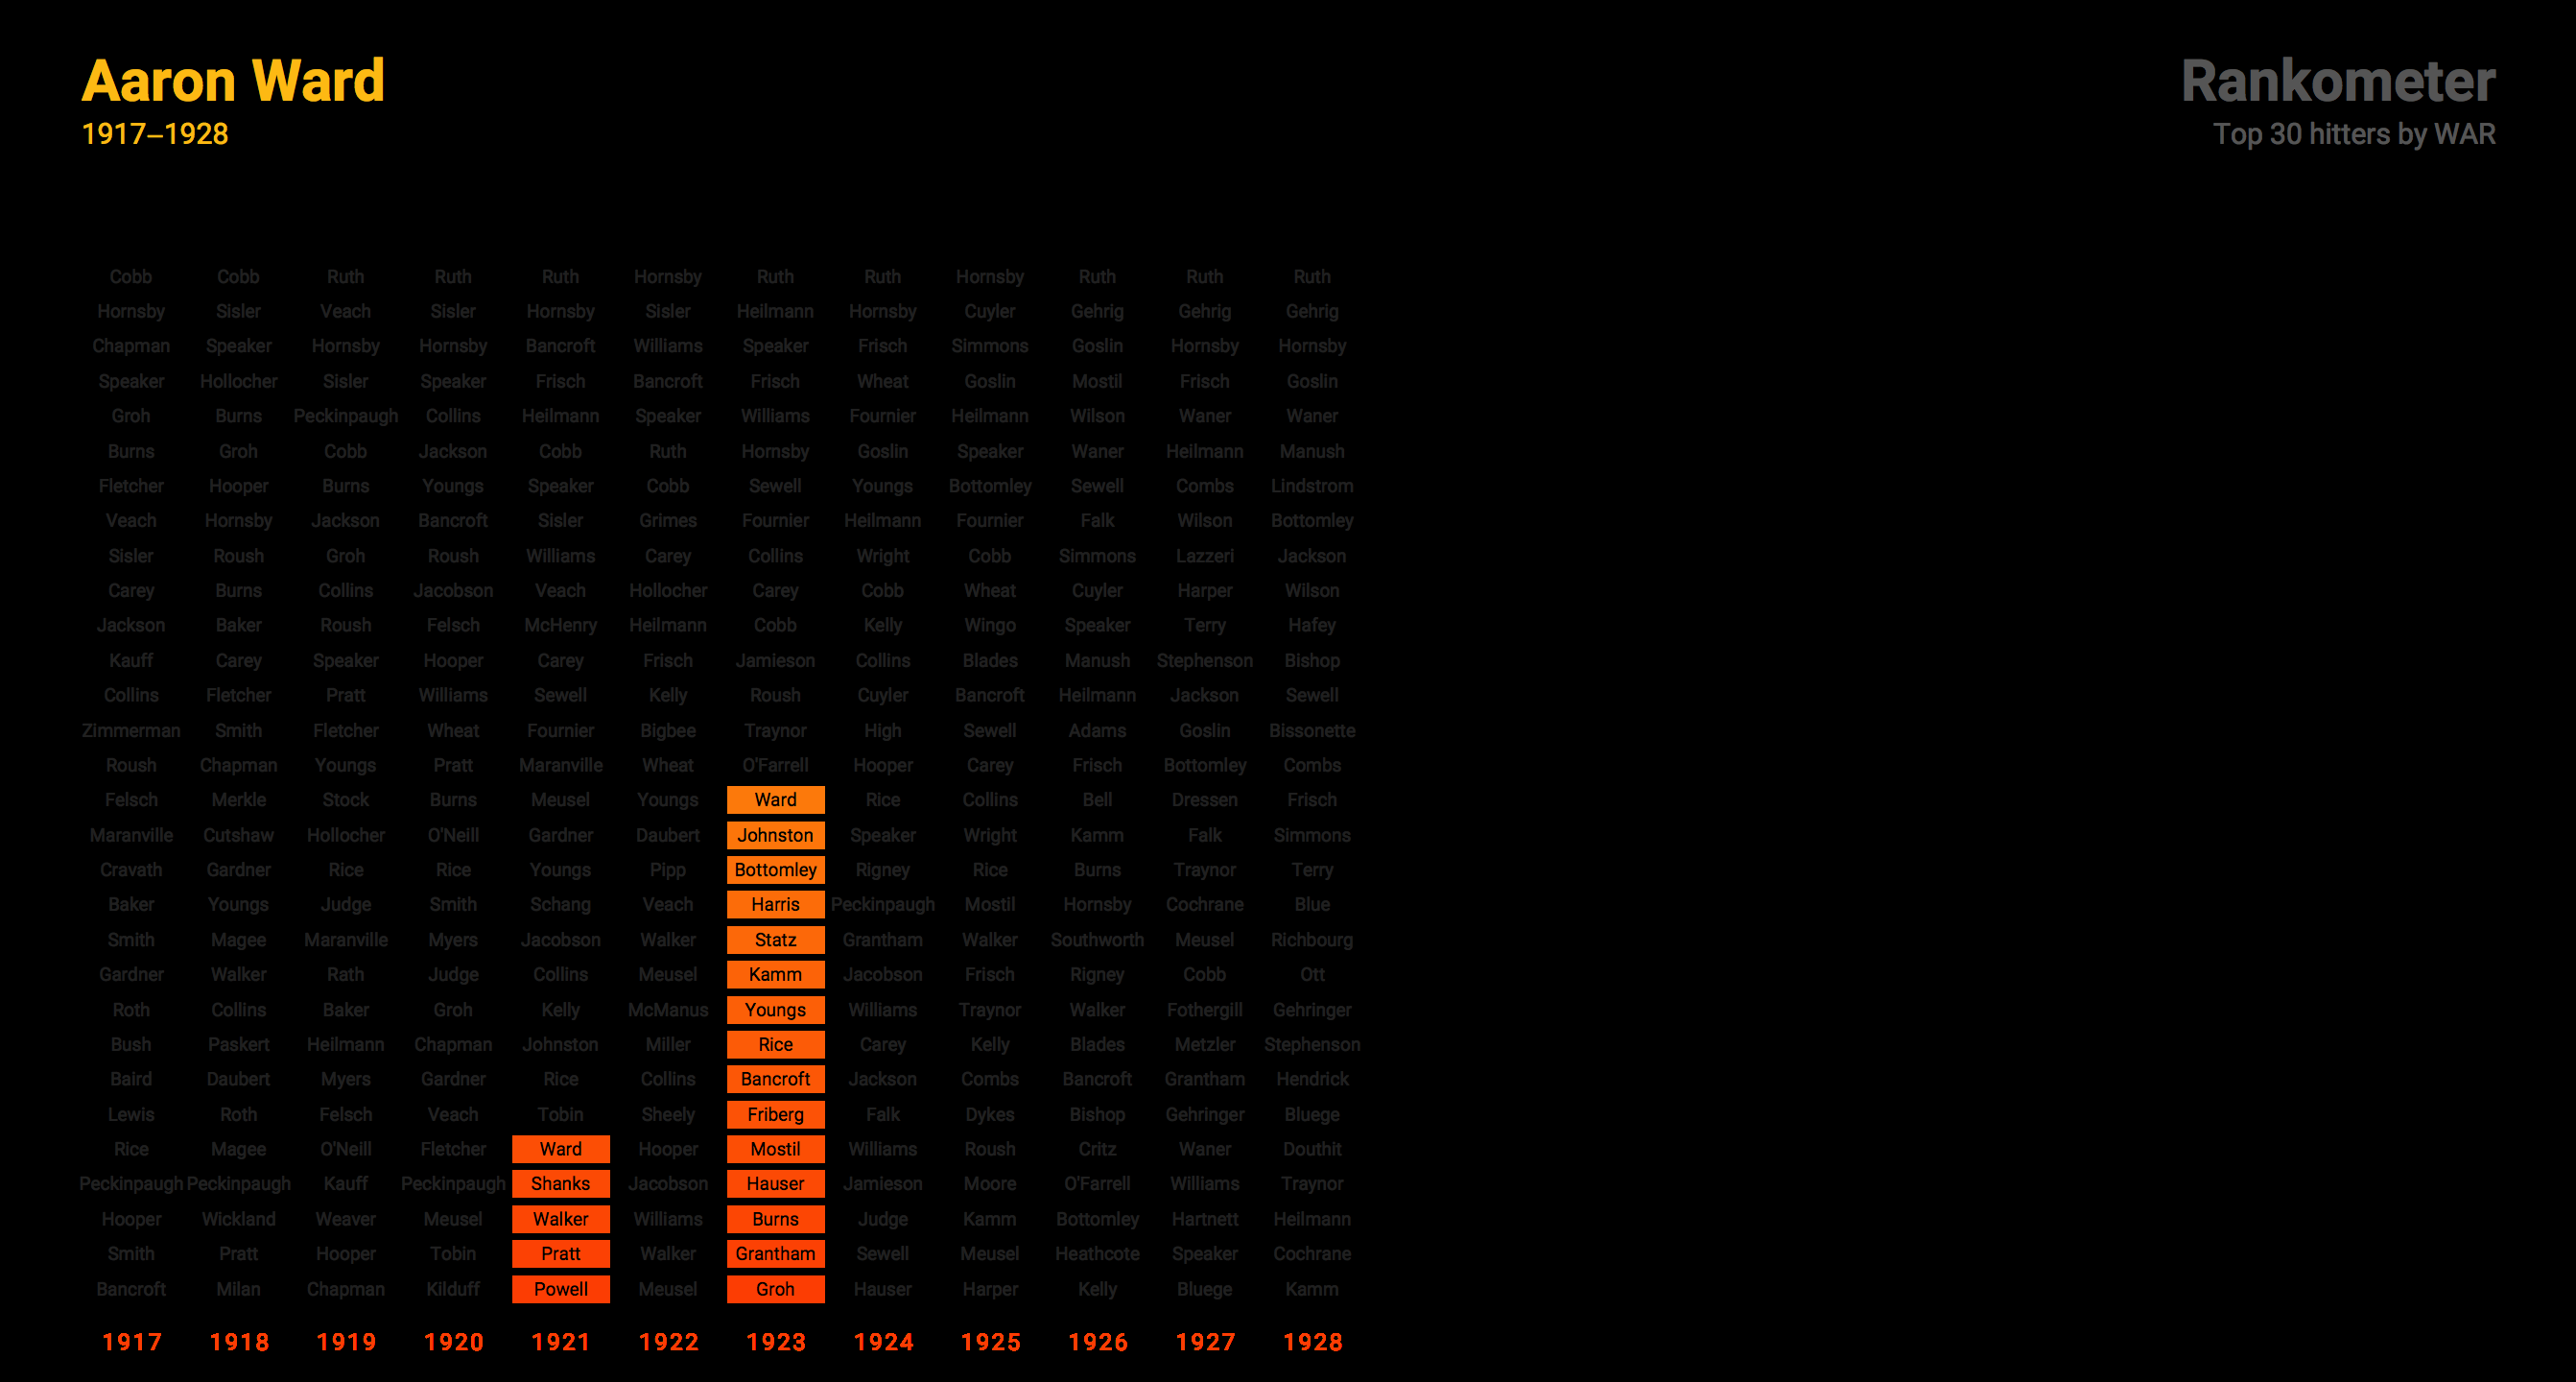 Aaron Ward
1917–1928
Rankometer
Top 30 hitters by WAR
Cobb Cobb Ruth Ruth Ruth Hornsby Ruth Ruth Hornsby Ruth Ruth Ruth
Hornsby Sisler Veach Sisler Hornsby Sisler Heilmann Hornsby Cuyler Gehrig Gehrig Gehrig
Chapman Speaker Hornsby Hornsby Bancroft Williams Speaker Frisch Simmons Goslin Hornsby Hornsby
Speaker Hollocher Sisler Speaker Frisch Bancroft Frisch Wheat Goslin Mostil Frisch Goslin
Groh Burns Peckinpaugh Collins Heilmann Speaker Williams Fournier Heilmann Wilson Waner Waner
Burns Groh Cobb Jackson Cobb Ruth Hornsby Goslin Speaker Waner Heilmann Manush
Fletcher Hooper Burns Youngs Speaker Cobb Sewell Youngs Bottomley Sewell Combs Lindstrom
Veach Hornsby Jackson Bancroft Sisler Grimes Fournier Heilmann Fournier Falk Wilson Bottomley
Sisler Roush Groh Roush Williams Carey Collins Wright Cobb Simmons Lazzeri Jackson
Carey Burns Collins Jacobson Veach Hollocher Carey Cobb Wheat Cuyler Harper Wilson
Jackson Baker Roush Felsch McHenry Heilmann Cobb Kelly Wingo Speaker Terry Hafey
Kauff Carey Speaker Hooper Carey Frisch Jamieson Collins Blades Manush Stephenson Bishop
Collins Fletcher Pratt Williams Sewell Kelly Roush Cuyler Bancroft Heilmann Jackson Sewell
Zimmerman Smith Fletcher Wheat Fournier Bigbee Traynor High Sewell Adams Goslin Bissonette
Roush Chapman Youngs Pratt Maranville Wheat O'Farrell Hooper Carey Frisch Bottomley Combs
Felsch Merkle Stock Burns Meusel Youngs Ward Rice Collins Bell Dressen Frisch
Maranville Cutshaw Hollocher O'Neill Gardner Daubert Johnston Speaker Wright Kamm Falk Simmons
Cravath Gardner Rice Rice Youngs Pipp Bottomley Rigney Rice Burns Traynor Terry
Baker Youngs Judge Smith Schang Veach Harris Peckinpaugh Mostil Hornsby Cochrane Blue
Smith Magee Maranville Myers Jacobson Walker Statz Grantham Walker Southworth Meusel Richbourg
Gardner Walker Rath Judge Collins Meusel Kamm Jacobson Frisch Rigney Cobb Ott
Roth Collins Baker Groh Kelly McManus Youngs Williams Traynor Walker Fothergill Gehringer
Bush Paskert Heilmann Chapman Johnston Miller Rice Carey Kelly Blades Metzler Stephenson
Baird Daubert Myers Gardner Rice Collins Bancroft Jackson Combs Bancroft Grantham Hendrick
Lewis Roth Felsch Veach Tobin Sheely Friberg Falk Dykes Bishop Gehringer Bluege
Rice Magee O'Neill Fletcher Ward Hooper Mostil Williams Roush Critz Waner Douthit
Peckinpaugh Peckinpaugh Kauff Peckinpaugh Shanks Jacobson Hauser Jamieson Moore O'Farrell Williams Traynor
Hooper Wickland Weaver Meusel Walker Williams Burns Judge Kamm Bottomley Hartnett Heilmann
Smith Pratt Hooper Tobin Pratt Walker Grantham Sewell Meusel Heathcote Speaker Cochrane
Bancroft Milan Chapman Kilduff Powell Meusel Groh Hauser Harper Kelly Bluege Kamm
1917 1918 1919 1920 1921 1922 1923 1924 1925 1926 1927 1928